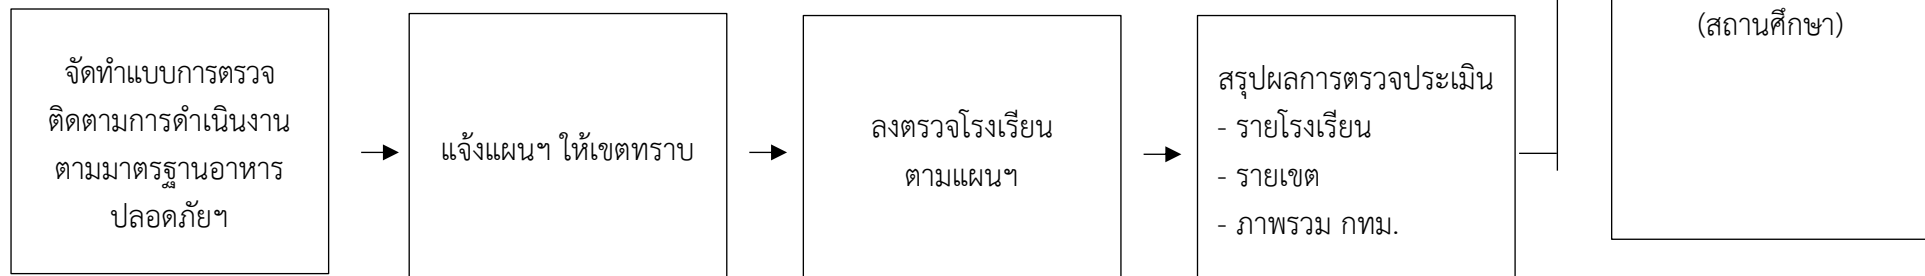 จัดทำแบบการตรวจ
ติดตามการดำเนินงาน
ตามมาตรฐานอาหาร
ปลอดภัยฯ
แจ้งแผนฯ ให้เขตทราบ
ลงตรวจโรงเรียน
ตามแผนฯ
สรุปผลการตรวจประเมิน
- รายโรงเรียน
- รายเขต
- ภาพรวม กทม.
(สถานศึกษา)